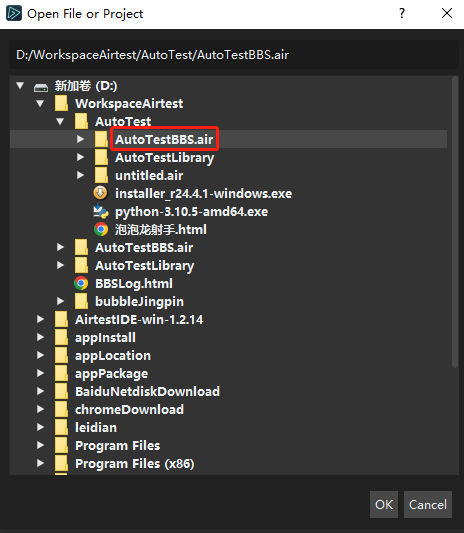 Open File or Project
D:/WorkspaceAirtest/AutoTest/AutoTestBBS.air
新加卷 (D:)
WorkspaceAirtest
AutoTest
AutoTestBBS.air
AutoTestLibrary
untitled.air
installer_r24.4.1-windows.exe
python-3.10.5-amd64.exe
泡泡龙射手.html
AutoTestBBS.air
AutoTestLibrary
BBSLog.html
bubbleJingpin
AirtestIDE-win-1.2.14
appInstall
appLocation
appPackage
BaiduNetdiskDownload
chromeDownload
leidian
Program Files
Program Files (x86)
OK Cancel